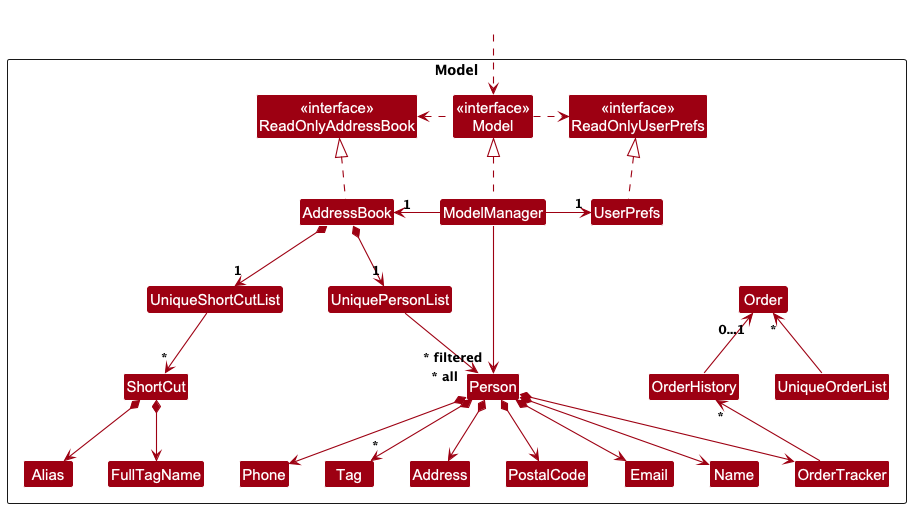 Model
«interface»
ReadOnlyAddressBook
«interface»
Model
«interface»
ReadOnlyUserPrefs
AddressBook
1
ModelManager
1
UserPrefs
1
1
UniqueShortCutList
UniquePersonList
Order
* filtered
* all
*
0...1
*
ShortCut
Person
OrderHistory
UniqueOrderList
*
*
Alias
FullTagName
Phone
Tag
Address
PostalCode
Email
Name
OrderTracker